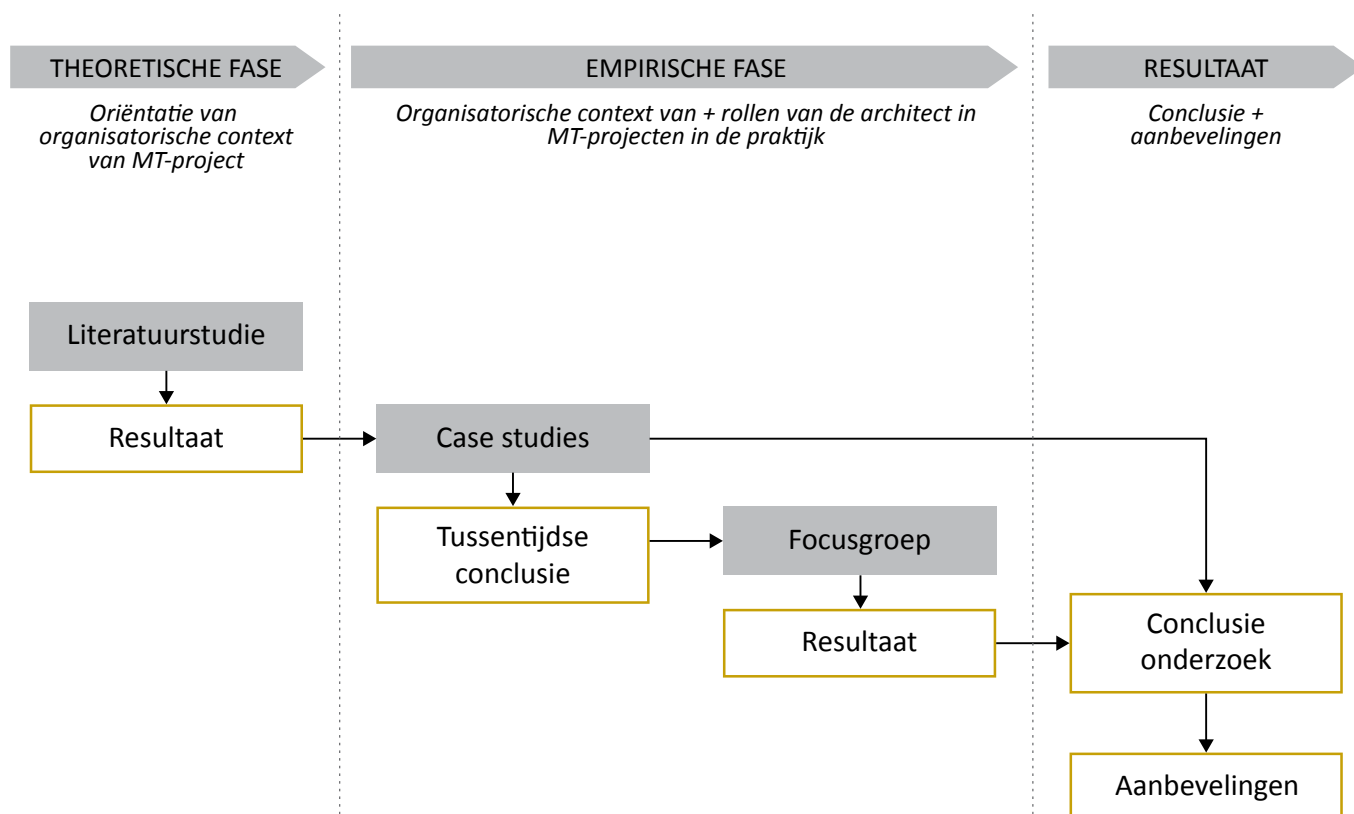 THEORETISCHE FASE
EMPIRISCHE FASE
RESULTAAT
Oriëntatie van
organisatorische context
van MT-project
Organisatorische context van + rollen van de architect in
MT-projecten in de praktijk
Conclusie +
aanbevelingen
Literatuurstudie
Resultaat
Case studies
Tussentijdse
conclusie
Focusgroep
Resultaat
Conclusie
onderzoek
Aanbevelingen